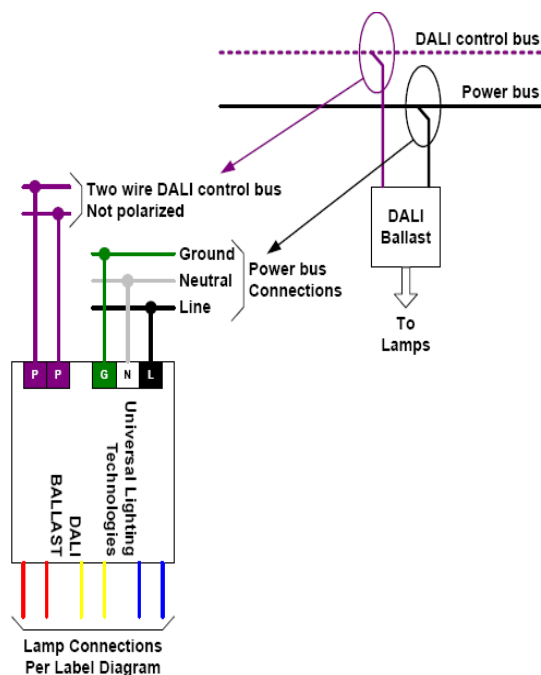 DALI control bus
Power bus
Two wire DALI control bus
Not polarized
DALI
Ballast
Ground
Neutral
Line
Power bus
Connections
To
Lamps
P P G N L
Universal Lighting
Technologies
DALI
BALLAST
Lamp Connections
Per Label Diagram